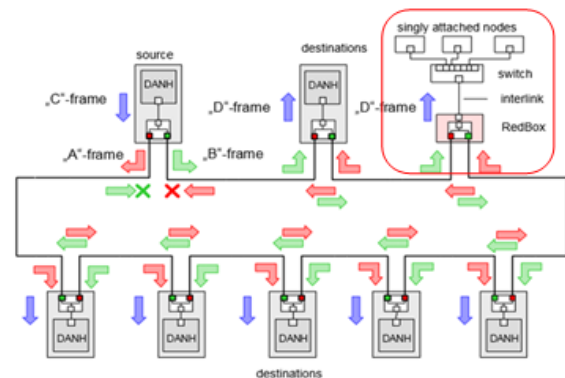 singly attached nodes
destinations
source
switch
DANH
DANH
„C“-frame
„D“-frame
„D“-frame
interlink
RedBox
„A“-frame
„B“-frame
DANH
DANH
DANH
DANH
DANH
destinations